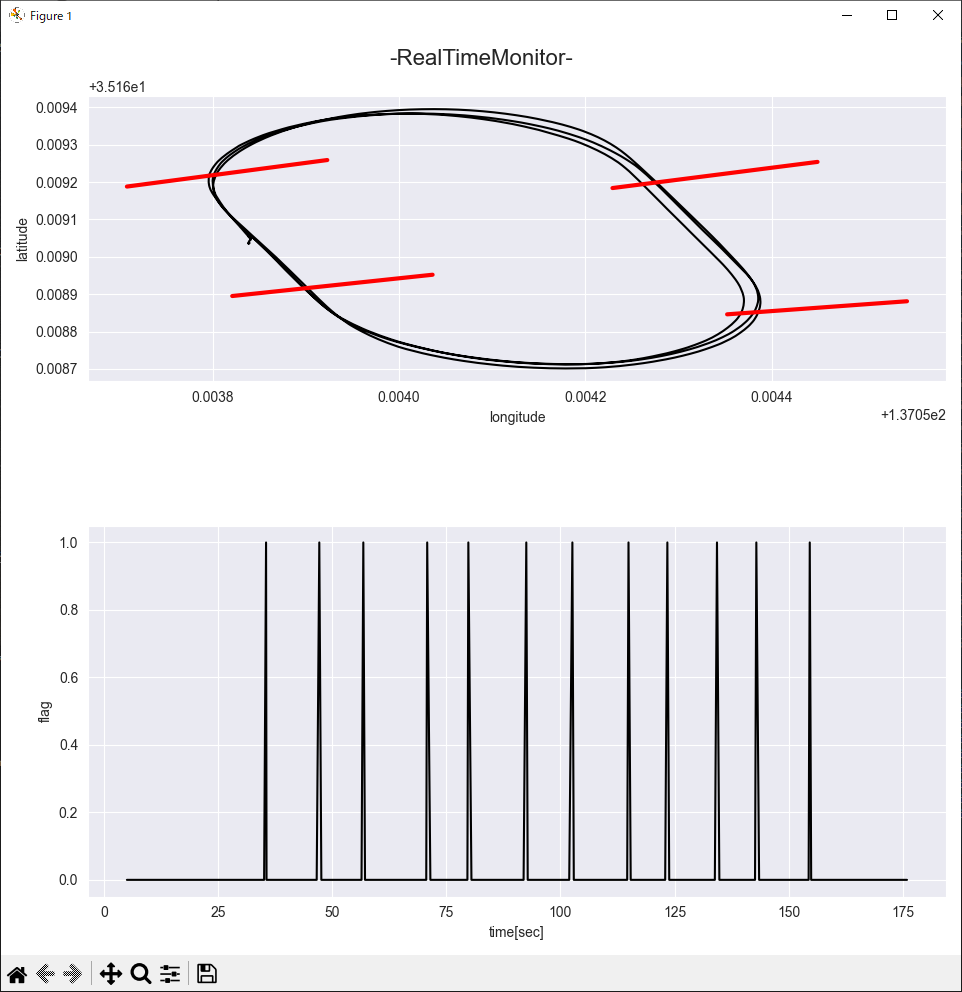 Figure 1
-RealTimeMonitor-
+3.516e1
0.0094
0.0093
0.0092
0.0091
0.0090
0.0089
0.0088
0.0087
latitude
0.0038 0.0040 0.0042 0.0044
longitude
+1.3705e2
1.0
0.8
0.6
0.4
0.2
0.0
flag
0 25 50 75 100 125 150 175
time[sec]